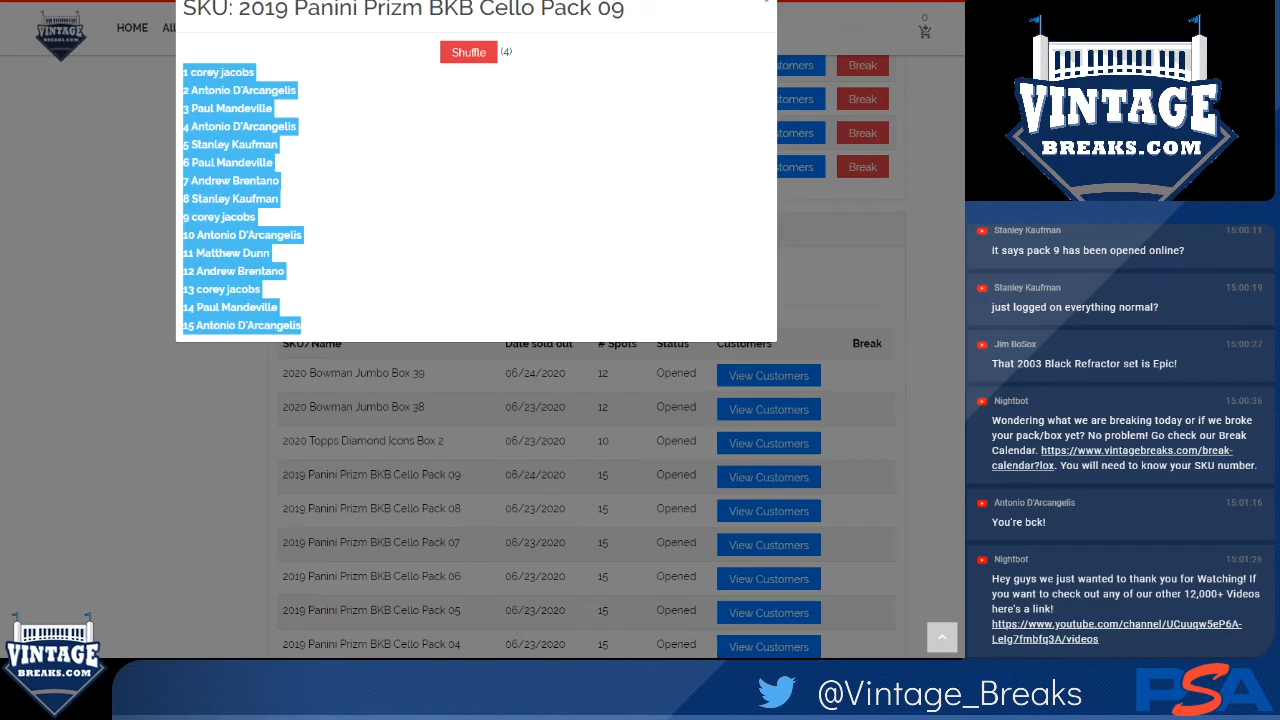 SKU: 2019 Panini Prizm BKB Cello Pack 09
HOME
All
0
Shuffle (4)
1 corey jacobs
2 Antonio D'Arcangelis
3 Paul Mandeville
4 Antonio D'Arcangelis
5 Stanley Kaufman
6 Paul Mandeville
7 Andrew Brentano
8 Stanley Kaufman
9 corey jacobs
10 Antonio D'Arcangelis
11 Matthew Dunn
12 Andrew Brentano
13 corey jacobs
14 Paul Mandeville
15 Antonio D'Arcangelis
Break
Break
Break
Break
SKU/Name Date sold out # Spots Status Customers Break
2020 Bowman Jumbo Box 39 06/24/2020 12 Opened View Customers
2020 Bowman Jumbo Box 38 06/23/2020 12 Opened View Customers
2020 Topps Diamond Icons Box 2 06/23/2020 10 Opened View Customers
2019 Panini Prizm BKB Cello Pack 09 06/24/2020 15 Opened View Customers
2019 Panini Prizm BKB Cello Pack 08 06/23/2020 15 Opened View Customers
2019 Panini Prizm BKB Cello Pack 07 06/23/2020 15 Opened View Customers
2019 Panini Prizm BKB Cello Pack 06 06/23/2020 15 Opened View Customers
2019 Panini Prizm BKB Cello Pack 05 06/23/2020 15 Opened View Customers
2019 Panini Prizm BKB Cello Pack 04 06/23/2020 15 Opened View Customers
VINTAGE
BREAKS.COM
Stanley Kaufman 15:00:11
it says pack 9 has been opened online?
Stanley Kaufman 15:00:19
just logged on everything normal?
Jim BoSox 15:00:27
That 2003 Black Refractor set is Epic!
Nightbot 15:00:36
Wondering what we are breaking today or if we broke
your pack/box yet? No problem! Go check our Break
Calendar. https://www.vintagebreaks.com/break-
calendar?lox. You will need to know your SKU number.
Antonio D'Arcangelis 15:01:16
You're bck!
Nightbot 15:01:26
Hey guys we just wanted to thank you for Watching! If
you want to check out any of our other 12,000+ Videos
here's a link!
https://www.youtube.com/channel/UCuuqw5eP6A-
LeIg7fmbfq3A/videos
VINTAGE
BREAKS.COM
@Vintage_Breaks
PSA